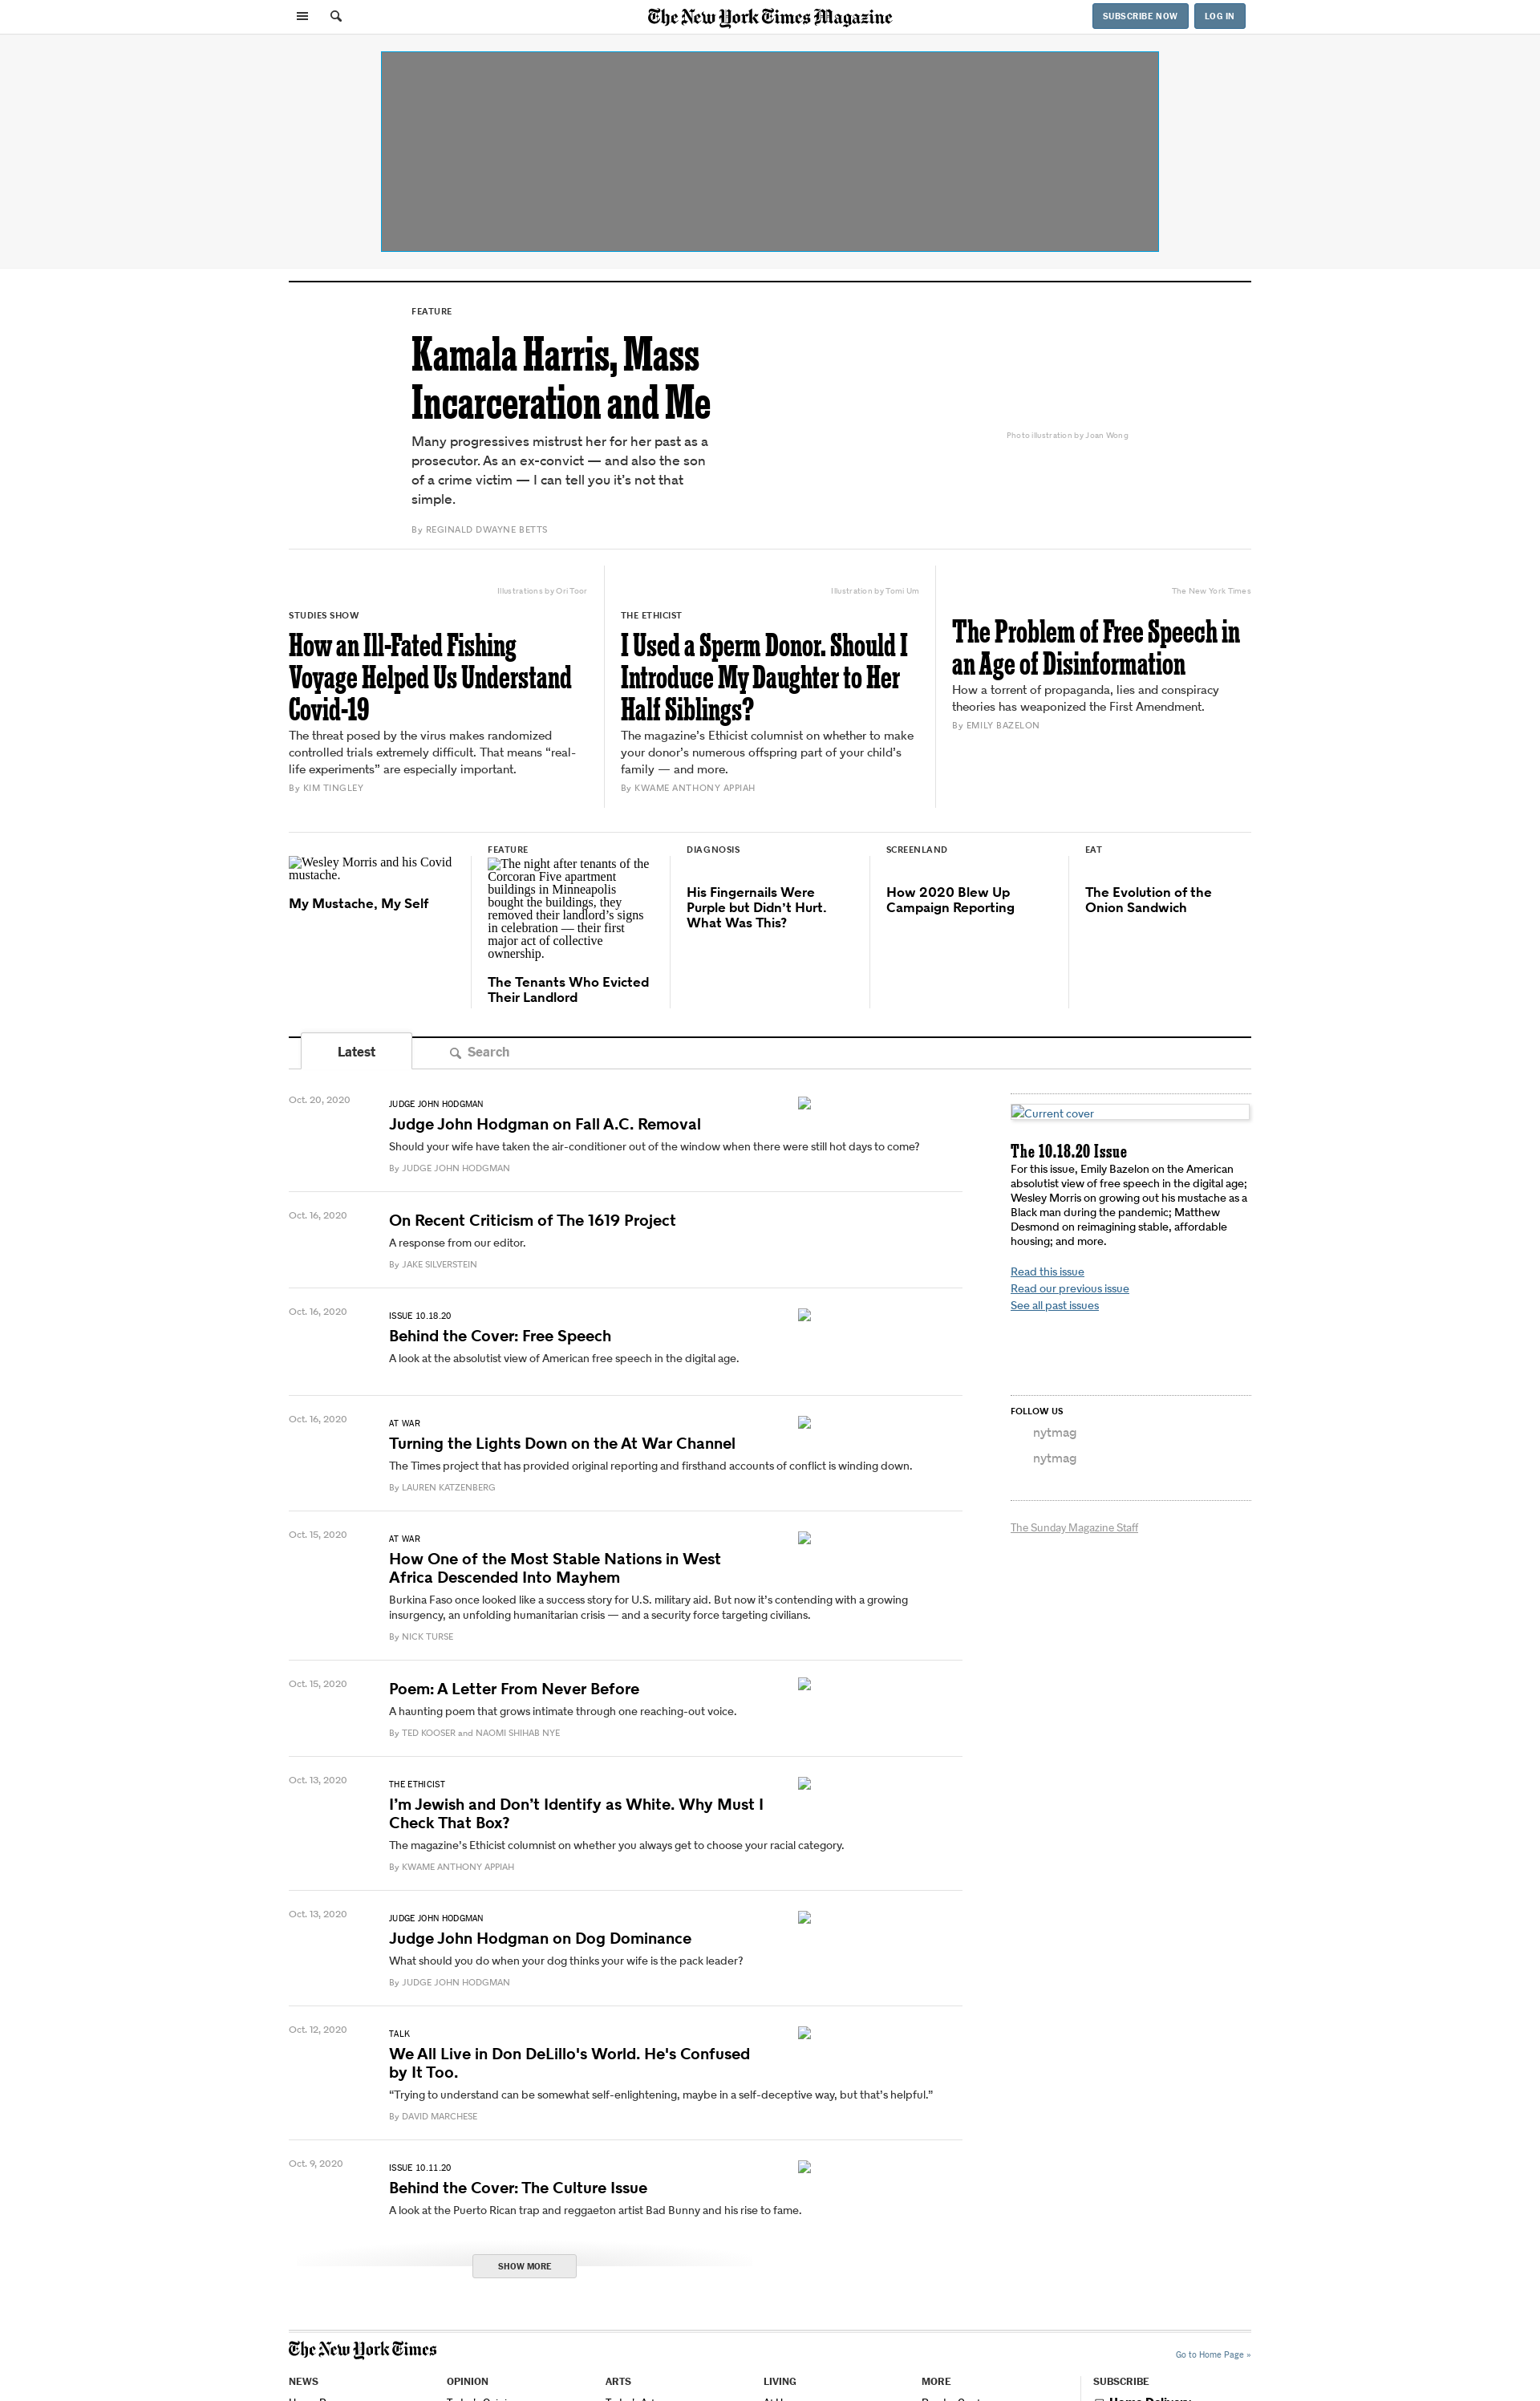 The New York Times Magazine
SUBSCRIBE NOW
LOG IN
FEATURE
Kamala Harris, Mass
Incarceration and Me
Many progressives mistrust her for her past as a
prosecutor. As an ex-convict — and also the son
of a crime victim — I can tell you it’s not that
simple.
By REGINALD DWAYNE BETTS
Photo illustration by Joan Wong
Illustrations by Ori Toor
STUDIES SHOW
How an Ill-Fated Fishing
Voyage Helped Us Understand
Covid-19
The threat posed by the virus makes randomized
controlled trials extremely difficult. That means “real-
life experiments” are especially important.
By KIM TINGLEY
Illustration by Tomi Um
THE ETHICIST
I Used a Sperm Donor. Should I
Introduce My Daughter to Her
Half Siblings?
The magazine’s Ethicist columnist on whether to make
your donor’s numerous offspring part of your child’s
family — and more.
By KWAME ANTHONY APPIAH
The New York Times
The Problem of Free Speech in
an Age of Disinformation
How a torrent of propaganda, lies and conspiracy
theories has weaponized the First Amendment.
By EMILY BAZELON
Wesley Morris and his Covid
mustache.
My Mustache, My Self
FEATURE
The night after tenants of the
Corcoran Five apartment
buildings in Minneapolis
bought the buildings, they
removed their landlord’s signs
in celebration — their first
major act of collective
ownership.
The Tenants Who Evicted
Their Landlord
DIAGNOSIS
His Fingernails Were
Purple but Didn’t Hurt.
What Was This?
SCREENLAND
How 2020 Blew Up
Campaign Reporting
EAT
The Evolution of the
Onion Sandwich
Latest
Search
Oct. 20, 2020
JUDGE JOHN HODGMAN
Judge John Hodgman on Fall A.C. Removal
Should your wife have taken the air-conditioner out of the window when there were still hot days to come?
By JUDGE JOHN HODGMAN
Oct. 16, 2020
On Recent Criticism of The 1619 Project
A response from our editor.
By JAKE SILVERSTEIN
Oct. 16, 2020
ISSUE 10.18.20
Behind the Cover: Free Speech
A look at the absolutist view of American free speech in the digital age.
Oct. 16, 2020
AT WAR
Turning the Lights Down on the At War Channel
The Times project that has provided original reporting and firsthand accounts of conflict is winding down.
By LAUREN KATZENBERG
Oct. 15, 2020
AT WAR
How One of the Most Stable Nations in West
Africa Descended Into Mayhem
Burkina Faso once looked like a success story for U.S. military aid. But now it’s contending with a growing
insurgency, an unfolding humanitarian crisis — and a security force targeting civilians.
By NICK TURSE
Oct. 15, 2020
Poem: A Letter From Never Before
A haunting poem that grows intimate through one reaching-out voice.
By TED KOOSER and NAOMI SHIHAB NYE
Oct. 13, 2020
THE ETHICIST
I’m Jewish and Don’t Identify as White. Why Must I
Check That Box?
The magazine’s Ethicist columnist on whether you always get to choose your racial category.
By KWAME ANTHONY APPIAH
Oct. 13, 2020
JUDGE JOHN HODGMAN
Judge John Hodgman on Dog Dominance
What should you do when your dog thinks your wife is the pack leader?
By JUDGE JOHN HODGMAN
Oct. 12, 2020
TALK
We All Live in Don DeLillo's World. He's Confused
by It Too.
“Trying to understand can be somewhat self-enlightening, maybe in a self-deceptive way, but that’s helpful.”
By DAVID MARCHESE
Oct. 9, 2020
ISSUE 10.11.20
Behind the Cover: The Culture Issue
A look at the Puerto Rican trap and reggaeton artist Bad Bunny and his rise to fame.
SHOW MORE
Current cover
The 10.18.20 Issue
For this issue, Emily Bazelon on the American
absolutist view of free speech in the digital age;
Wesley Morris on growing out his mustache as a
Black man during the pandemic; Matthew
Desmond on reimagining stable, affordable
housing; and more.
Read this issue
Read our previous issue
See all past issues
FOLLOW US
nytmag
nytmag
The Sunday Magazine Staff
The New York Times
Go to Home Page »
NEWS
OPINION
ARTS
LIVING
MORE
SUBSCRIBE